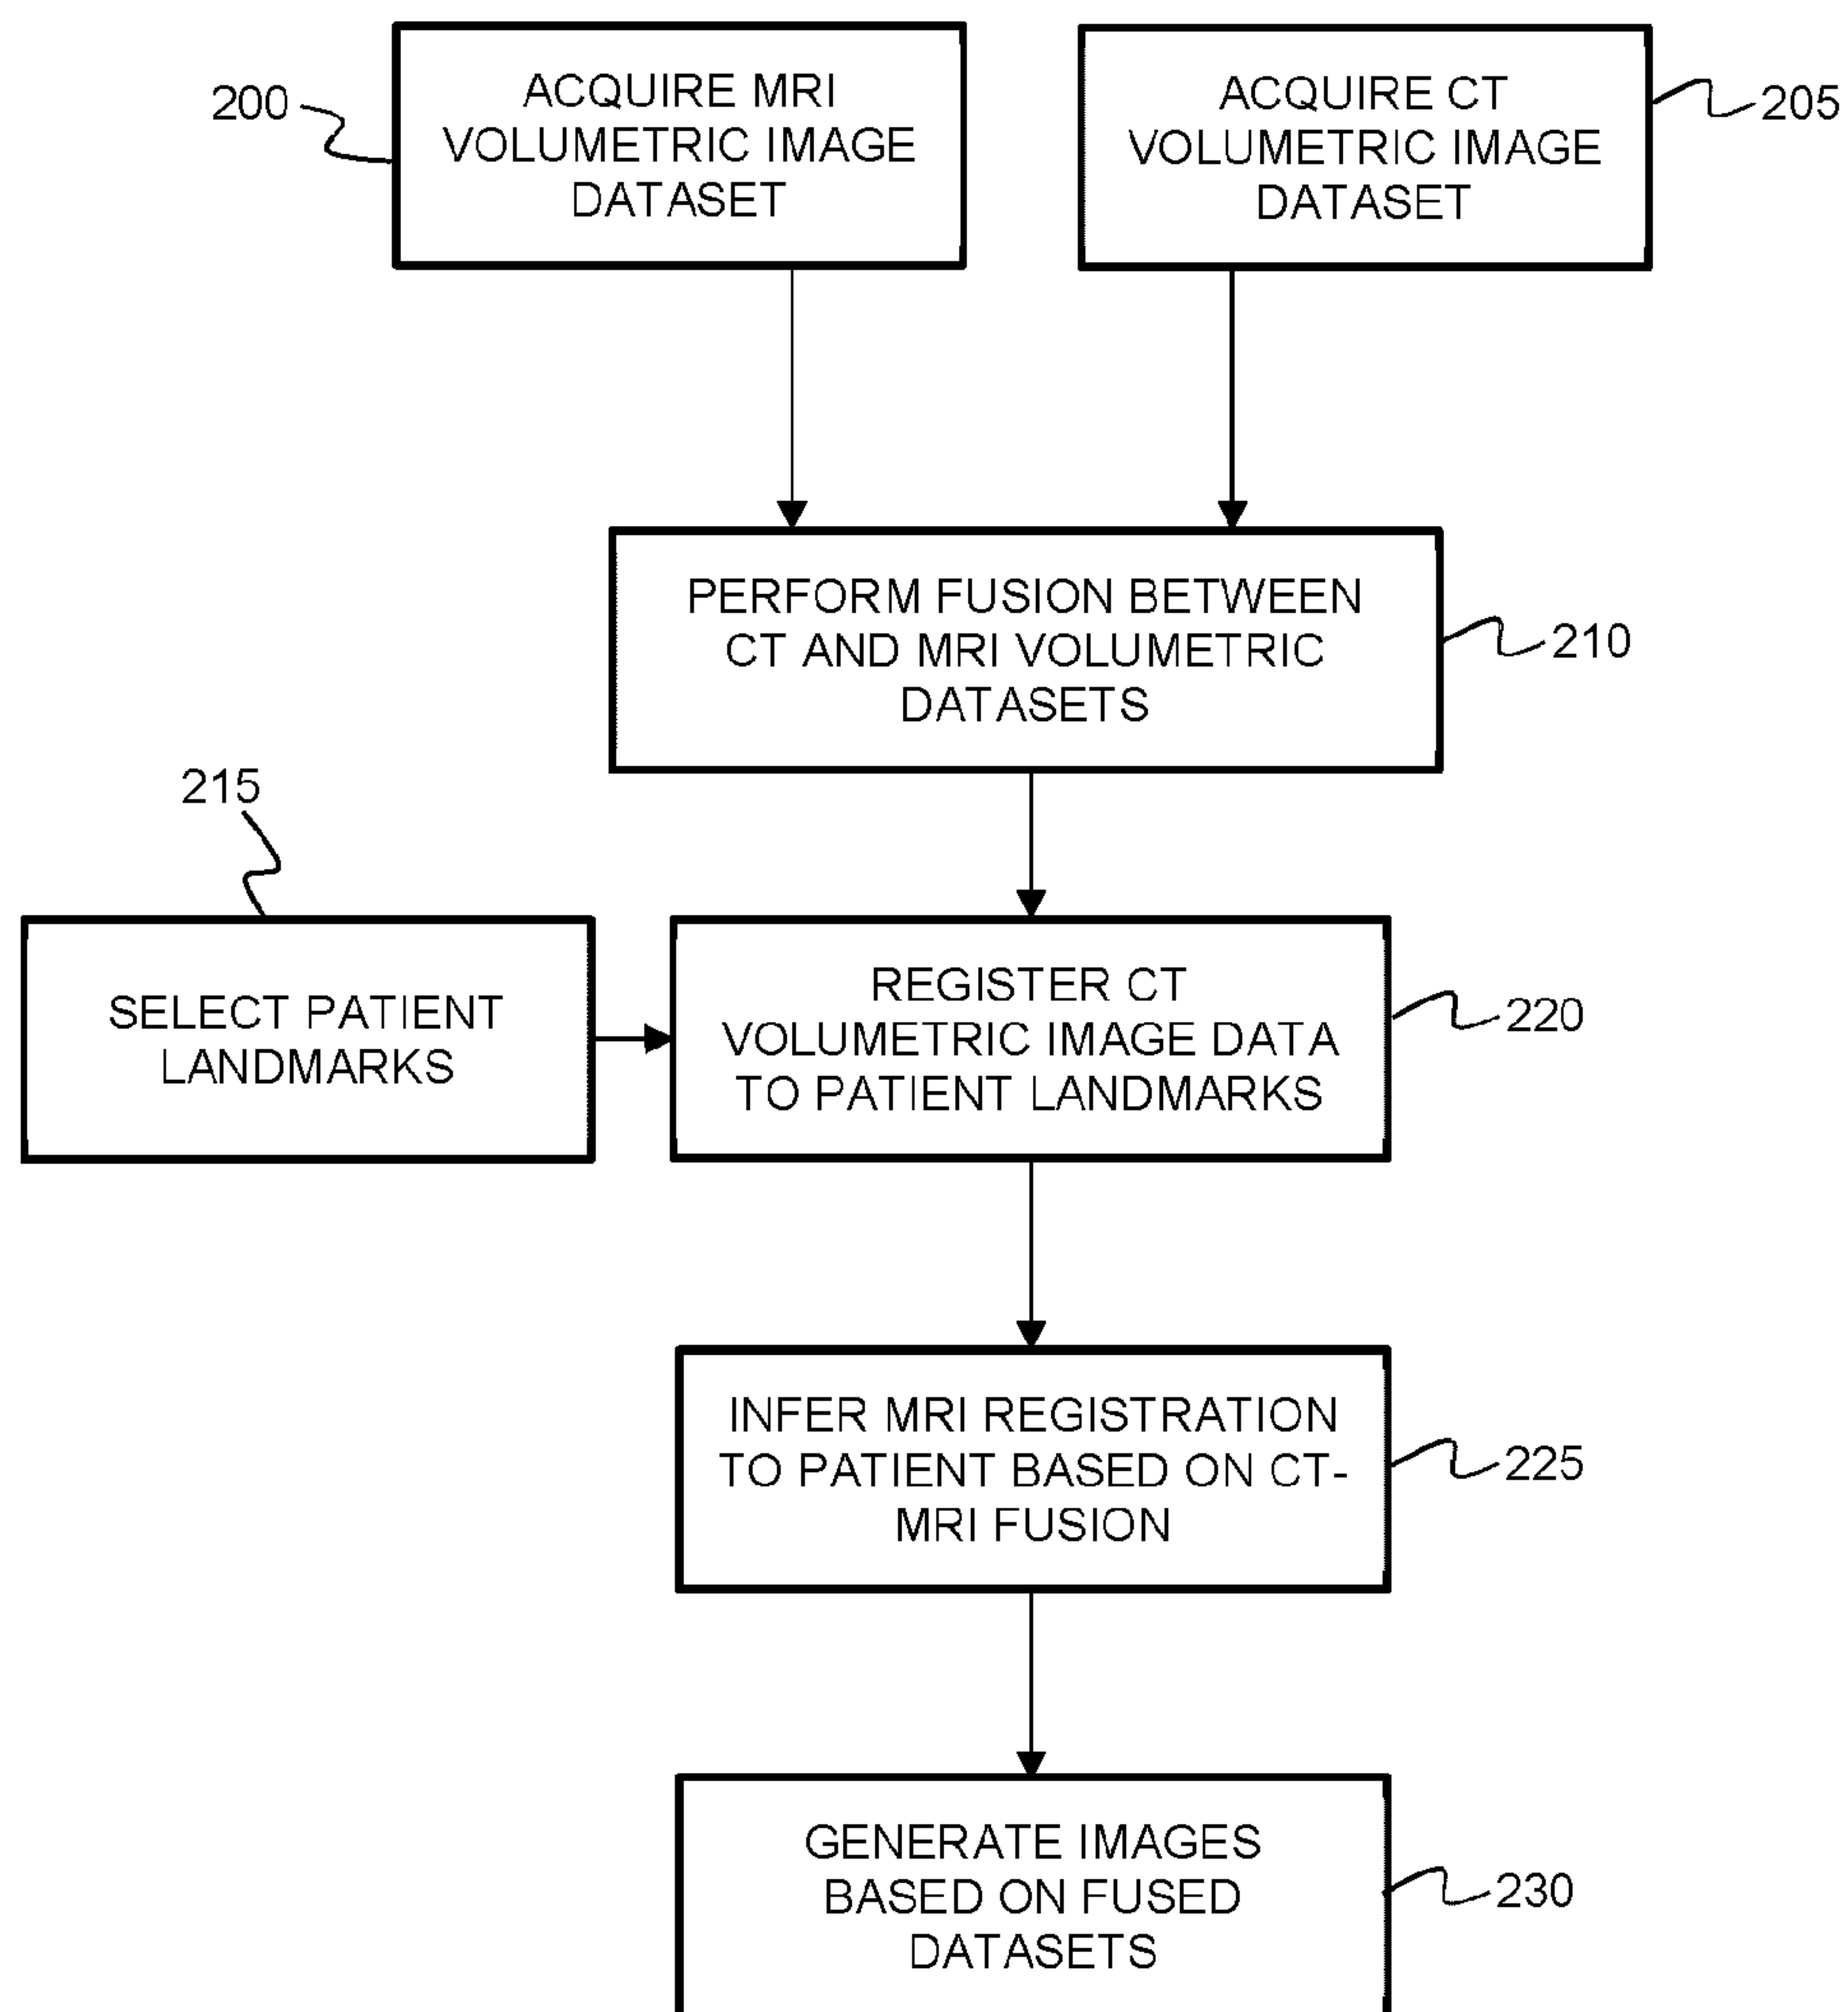 200
ACQUIRE MRI
VOLUMETRIC IMAGE
DATASET
ACQUIRE CT
VOLUMETRIC IMAGE
DATASET
205
PERFORM FUSION BETWEEN
CT AND MRI VOLUMETRIC
DATASETS
210
215
SELECT PATIENT
LANDMARKS
REGISTER CT
VOLUMETRIC IMAGE DATA
TO PATIENT LANDMARKS
220
INFER MRI REGISTRATION
TO PATIENT BASED ON CT-
MRI FUSION
225
GENERATE IMAGES
BASED ON FUSED
DATASETS
230